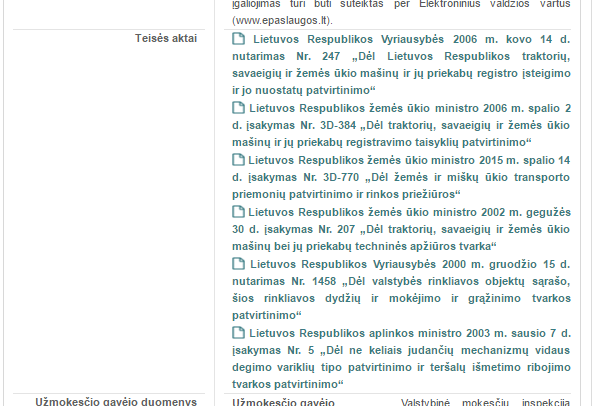 įgaliojimas turi būti suteiktas per Elektroninius valdžios vartus
(www.epaslaugos.lt).
Teisės aktai
Lietuvos Respublikos Vyriausybės 2006 m. kovo 14 d.
nutarimas Nr. 247 „Dėl Lietuvos Respublikos traktorių,
savaeigių ir žemės ūkio mašinų ir jų priekabų registro įsteigimo
ir jo nuostatų patvirtinimo“
Lietuvos Respublikos žemės ūkio ministro 2006 m. spalio 2
d. įsakymas Nr. 3D-384 „Dėl traktorių, savaeigių ir žemės ūkio
mašinų ir jų priekabų registravimo taisyklių patvirtinimo“
Lietuvos Respublikos žemės ūkio ministro 2015 m. spalio 14
d. įsakymas Nr. 3D-770 „Dėl žemės ir miškų ūkio transporto
priemonių patvirtinimo ir rinkos priežiūros“
Lietuvos Respublikos žemės ūkio ministro 2002 m. gegužės
30 d. įsakymas Nr. 207 „Dėl traktorių, savaeigių ir žemės ūkio
mašinų bei jų priekabų techninės apžiūros tvarka“
Lietuvos Respublikos Vyriausybės 2000 m. gruodžio 15 d.
nutarimas Nr. 1458 „Dėl valstybės rinkliavos objektų sąrašo,
šios rinkliavos dydžių ir mokėjimo ir grąžinimo tvarkos
patvirtinimo“
Lietuvos Respublikos aplinkos ministro 2003 m. sausio 7 d.
įsakymas Nr. 5 „Dėl ne keliais judančių mechanizmų vidaus
degimo variklių tipo patvirtinimo ir teršalų išmetimo ribojimo
tvarkos patvirtinimo“
Užmokesčio gavėjo duomenys
Užmokesčio gavėjo Valstybinė mokesčių inspekcija